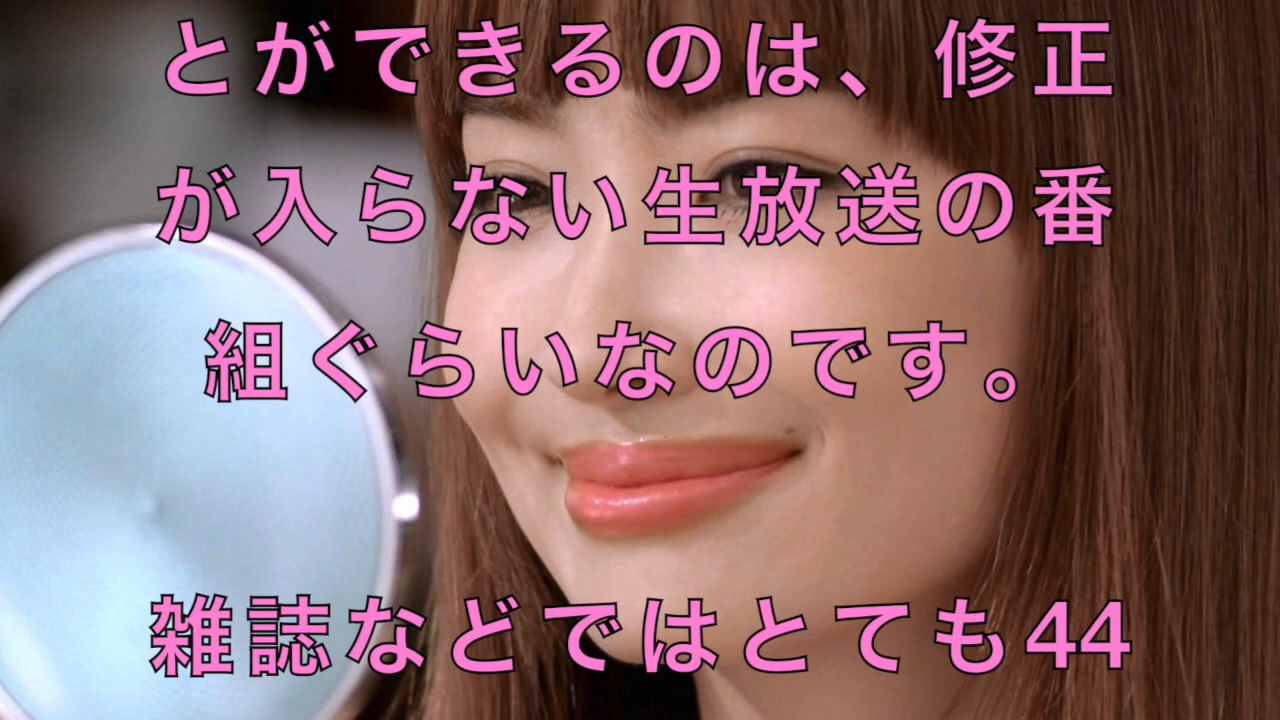 とができるのは、修正
が入らない生放送の番
組ぐらいなのです。
雑誌などではとても44